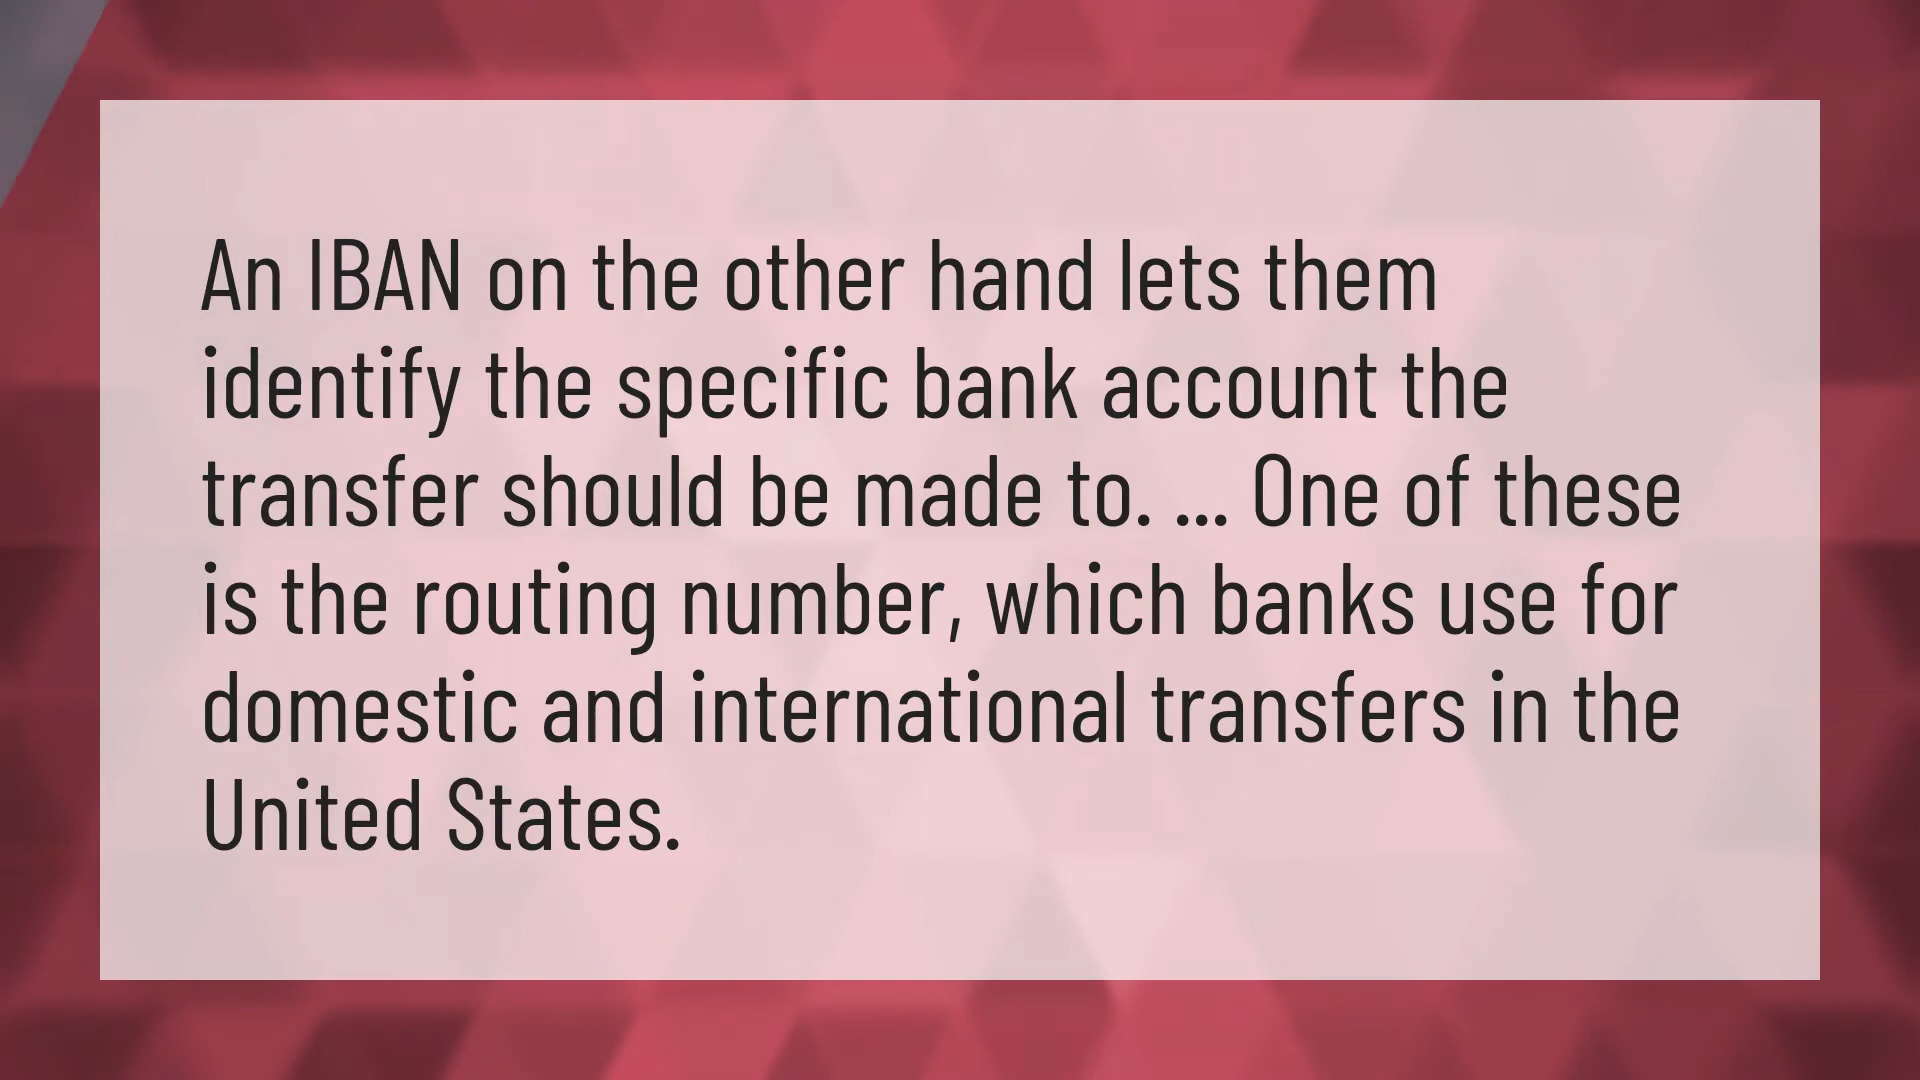 An IBAN on the other hand lets them
identify the specific bank account the
transfer should be made to. ... One of these
is the routing number, which banks use for
domestic and international transfers in the
United States.